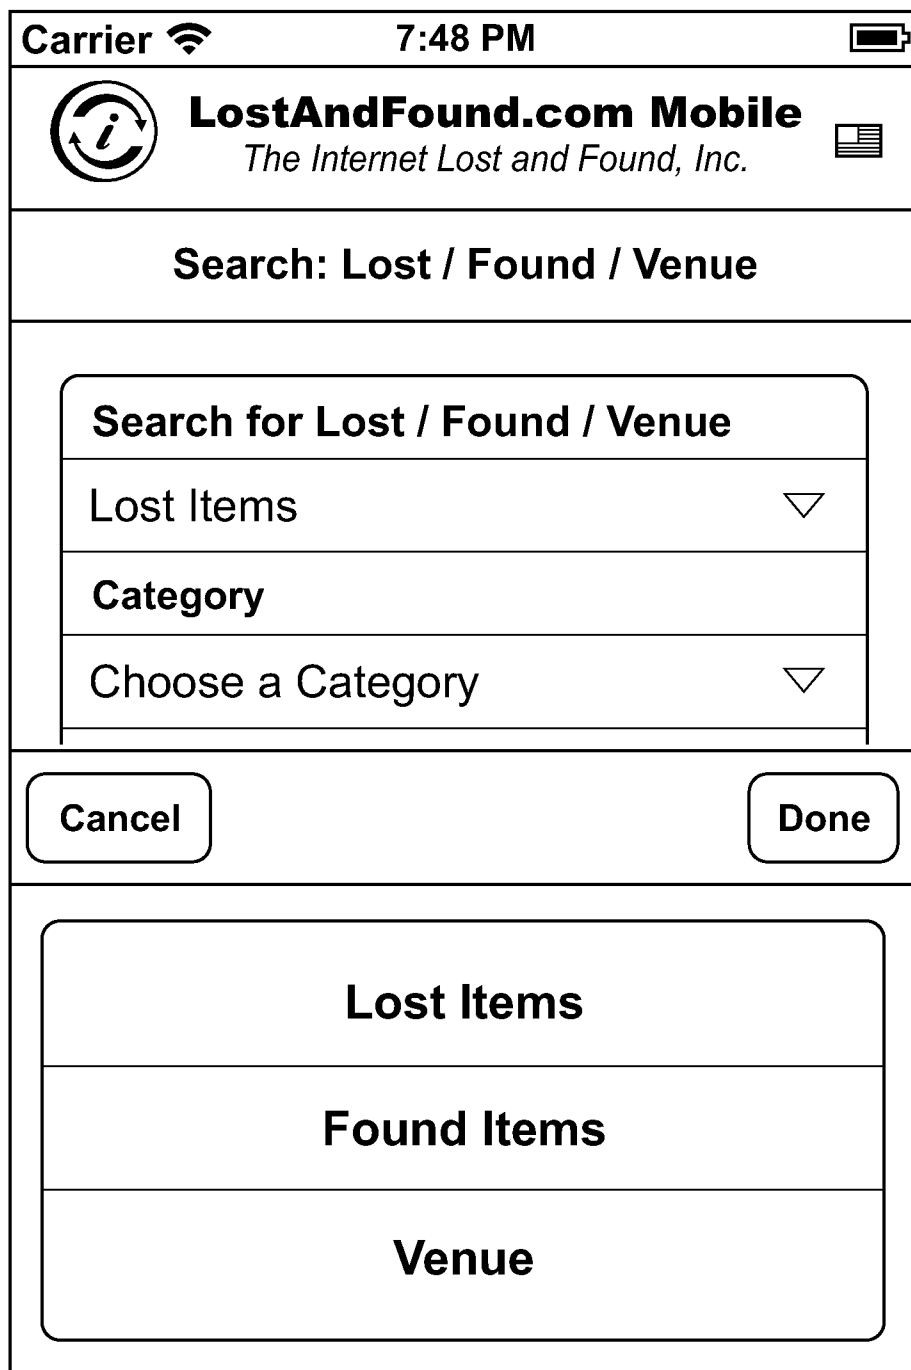 Carrier 7:48 PM
i
LostAndFound.com Mobile
The Internet Lost and Found, Inc.
Search: Lost / Found / Venue
Search for Lost / Found / Venue
Lost Items
Category
Choose a Category
Cancel Done
Lost Items
Found Items
Venue